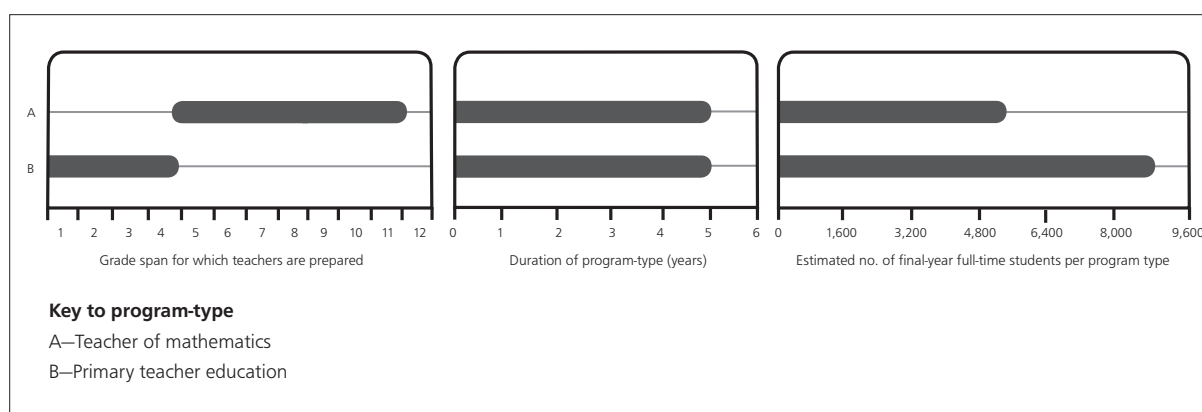 A
B
1 2 3 4 5 6 7 8 9 10 11 12
0 1 2 3 4 5 6
0 1,600 3,200 4,800 6,400 8,000 9,600
Grade span for which teachers are prepared
Duration of program-type (years)
Estimated no. of final-year full-time students per program type
Key to program-type
A—Teacher of mathematics
B—Primary teacher education